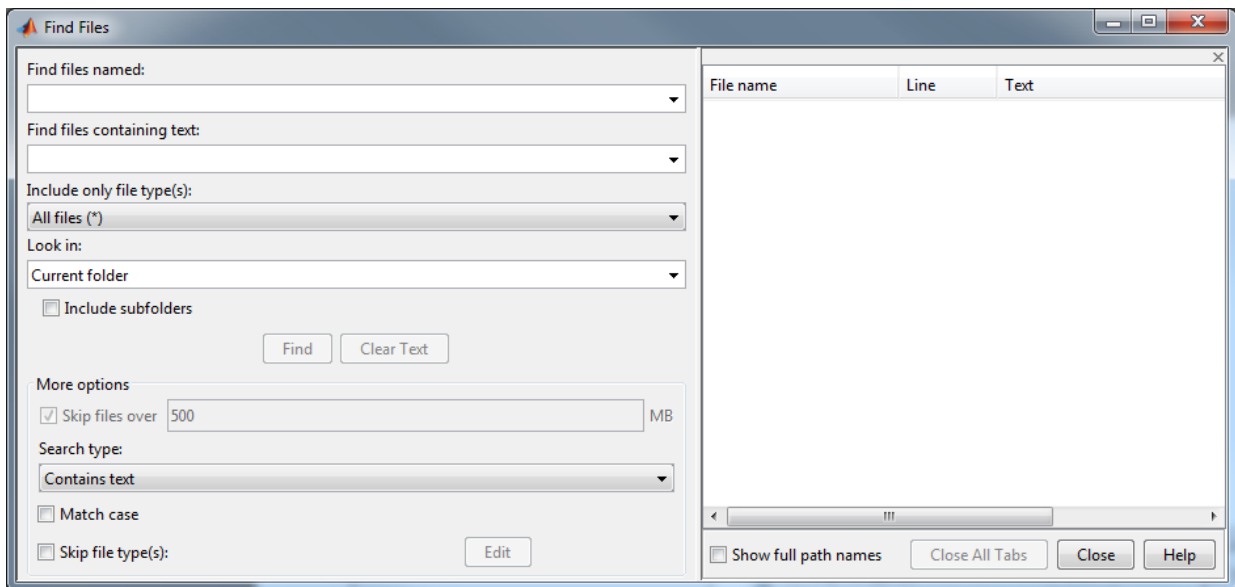 Find Files
Find files named:
Find files containing text:
Include only file type(s):
All files (*)
Look in:
Current folder
Include subfolders
Find
Clear Text
More options
Skip files over 500 MB
Search type:
Contains text
Match case
Skip file type(s):
Edit
File name Line Text
Show full path names
Close All Tabs
Close
Help